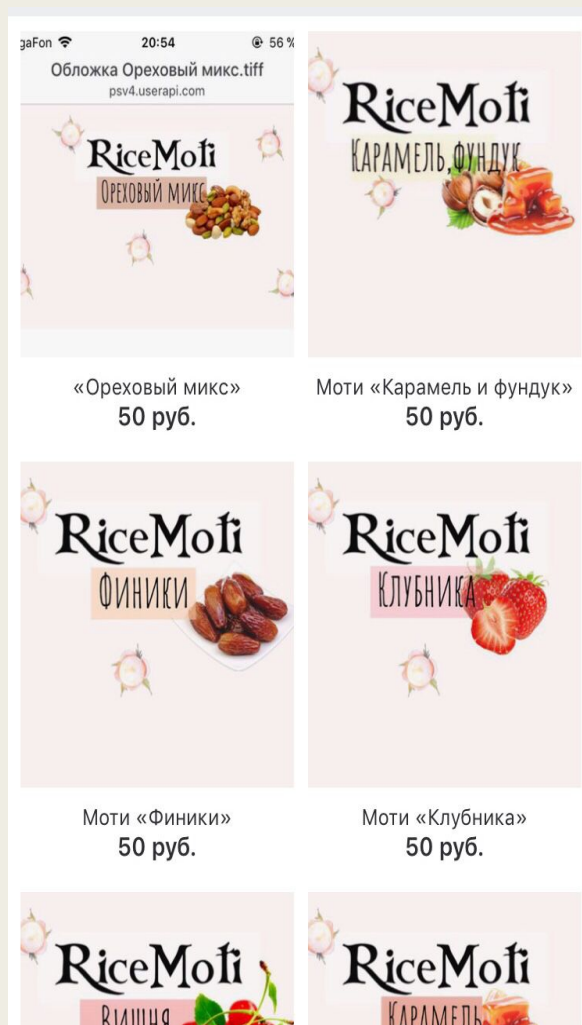 gaFon 20:54 56 %
Обложка Ореховый микс.tiff
psv4.userapi.com
RiceMoti
Ореховый микс
RiceMoti
Карамель, фундук
«Ореховый микс»
50 руб.
Моти «Карамель и фундук»
50 руб.
RiceMoti
Финики
RiceMoti
Клубника
Моти «Финики»
50 руб.
Моти «Клубника»
50 руб.
RiceMoti
Вишня
RiceMoti
Карамель